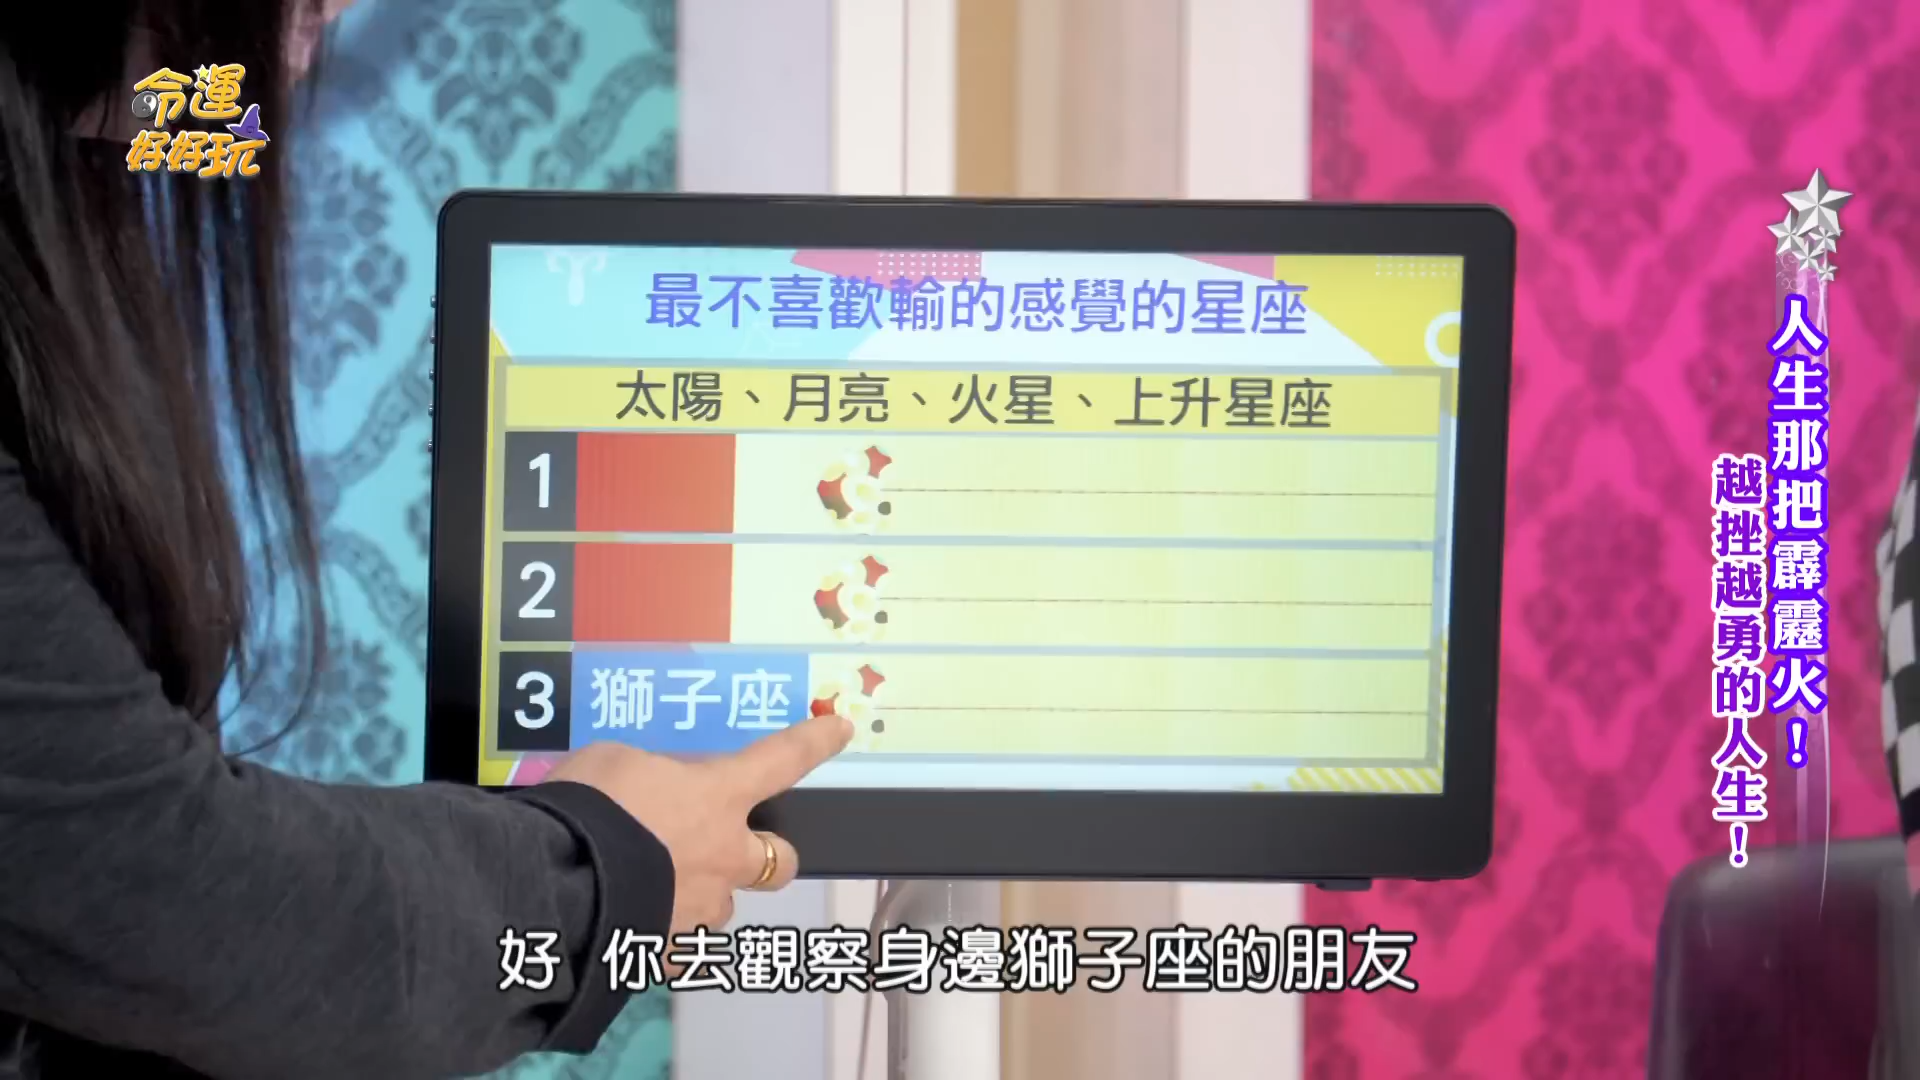 命運
好好玩
最不喜歡輸的感覺的星座
太陽、月亮、火星、上升星座
1
2
3 獅子座
人生那把霹靂火!
越挫越勇的人生!
好 你去觀察身邊獅子座的朋友